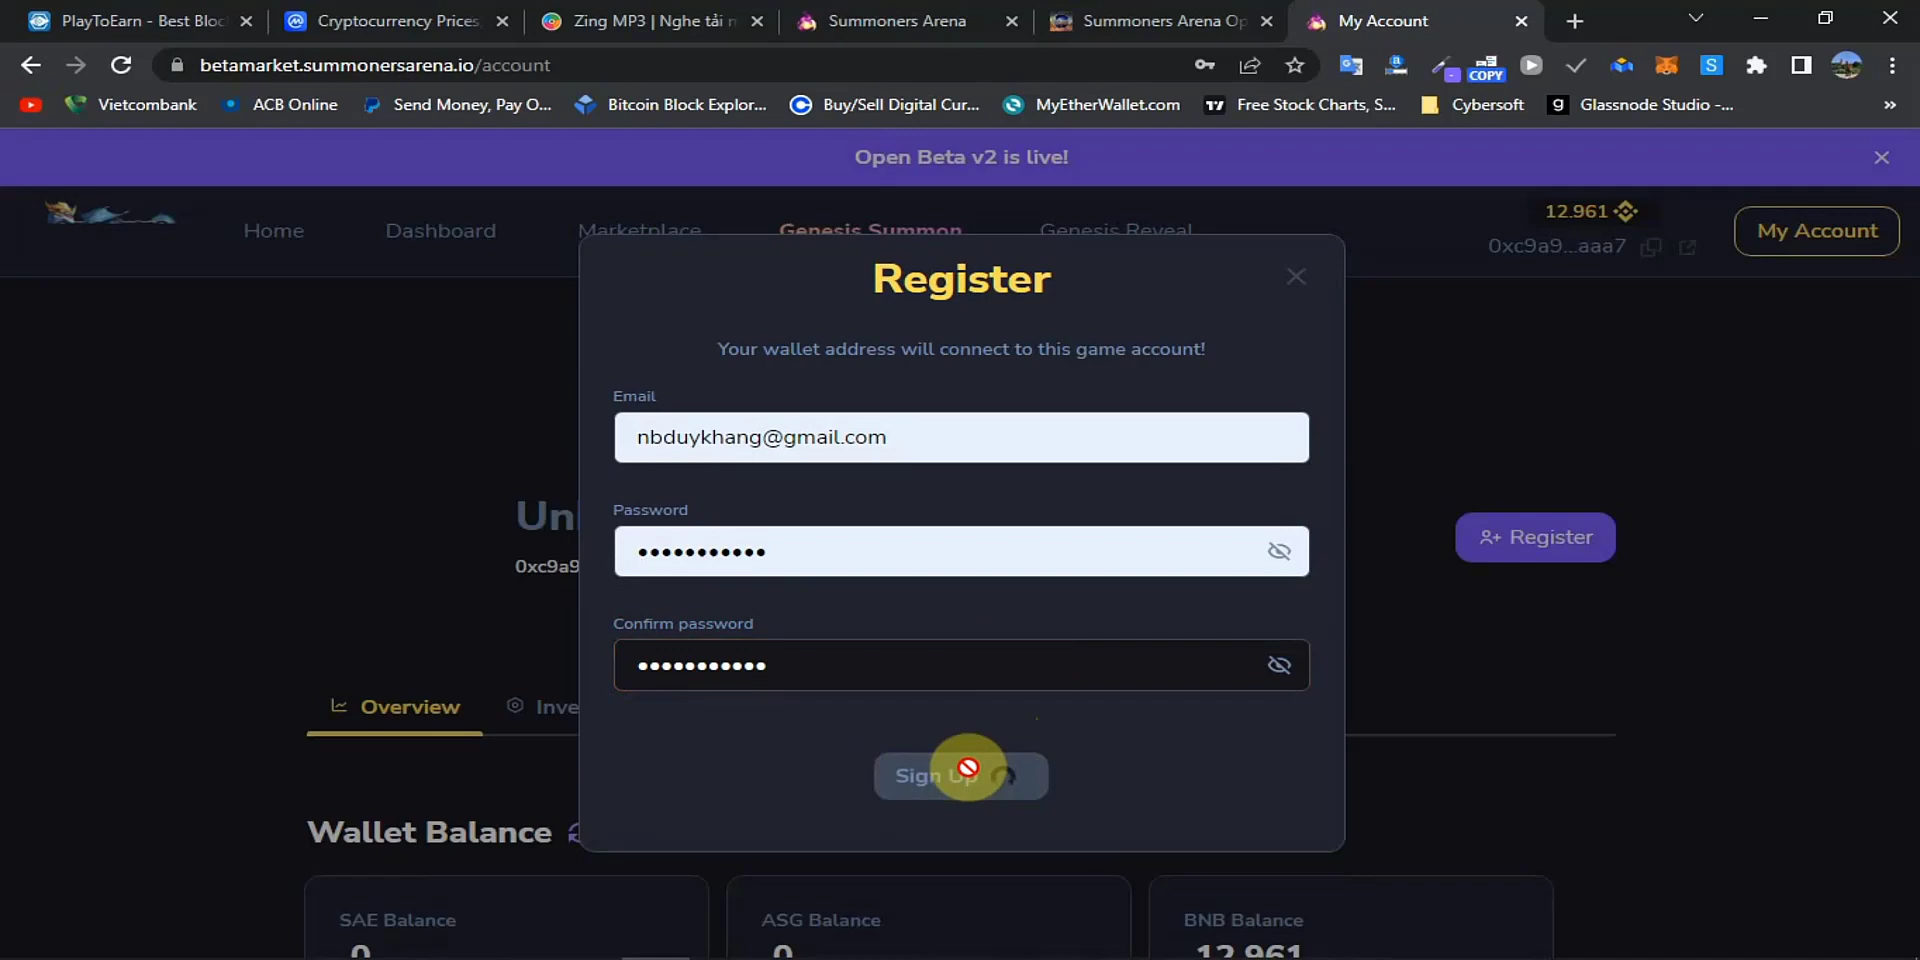 PlayToEarn - Best Bloc
Cryptocurrency Prices,
Zing MP3 | Nghe tải n
Summoners Arena
Summoners Arena Op
My Account
betamarket.summonersarena.io/account
COPY
Vietcombank
ACB Online
Send Money, Pay O...
Bitcoin Block Explor...
Buy/Sell Digital Cur...
MyEtherWallet.com
Free Stock Charts, S...
Cybersoft
Glassnode Studio -...
Open Beta v2 is live!
Home
Dashboard
Marketplace
Genesis Summon
Genesis Reveal
12.961
0xc9a9...aaa7
My Account
Register
Your wallet address will connect to this game account!
Email
nbduykhang@gmail.com
Password
•••••••••••
Confirm password
•••••••••••
Sign Up
Un
0xc9a9
Register
Overview
Inve
Wallet Balance
SAE Balance
0
ASG Balance
0
BNB Balance
12.961